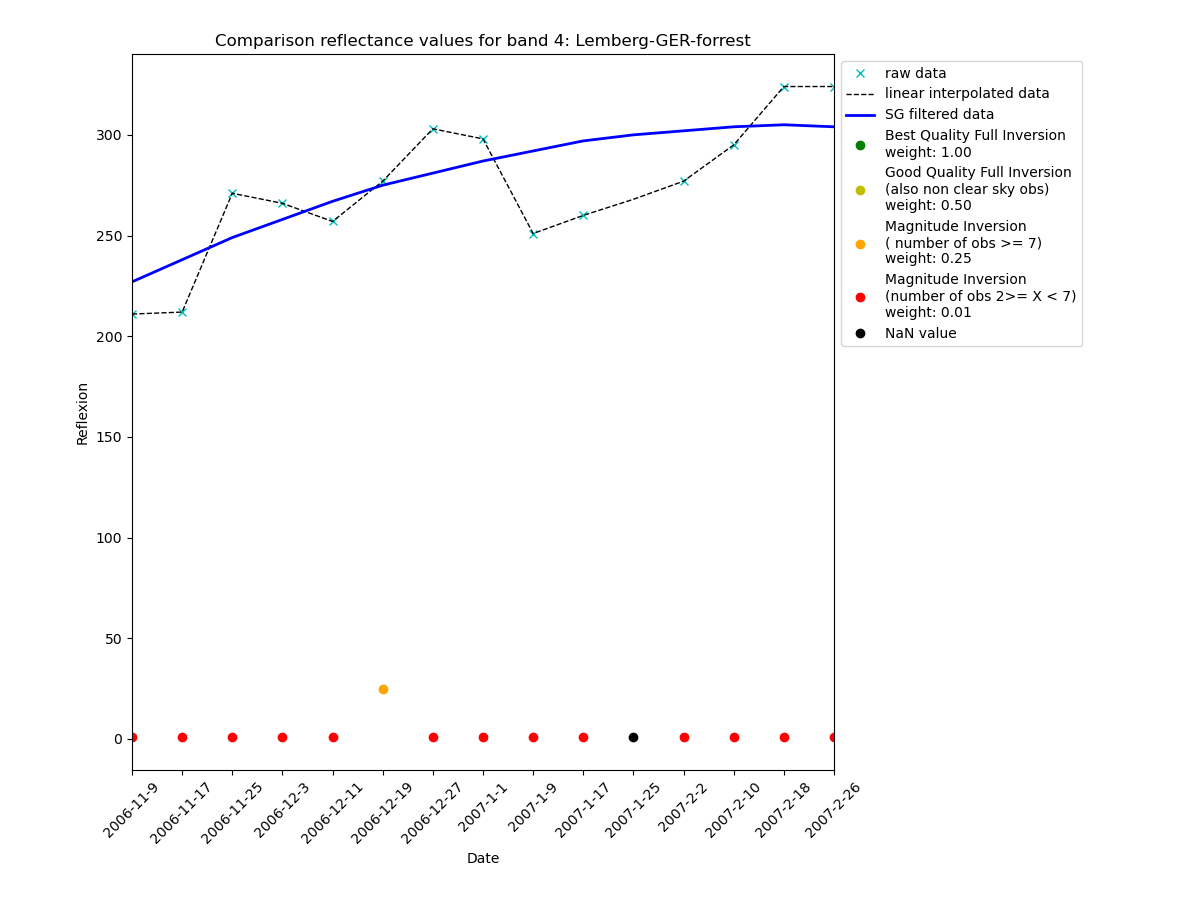 Comparison reflectance values for band 4: Lemberg-GER-forrest
raw data
linear interpolated data
SG filtered data
Best Quality Full Inversion
weight: 1.00
Good Quality Full Inversion
(also non clear sky obs)
weight: 0.50
Magnitude Inversion
( number of obs >= 7)
weight: 0.25
Magnitude Inversion
(number of obs 2>= X < 7)
weight: 0.01
NaN value
Reflexion
300
250
200
150
100
50
0
2006-11-9
2006-11-17
2006-11-25
2006-12-3
2006-12-11
2006-12-19
2006-12-27
2007-1-1
2007-1-9
2007-1-17
2007-1-25
2007-2-2
2007-2-10
2007-2-18
2007-2-26
Date